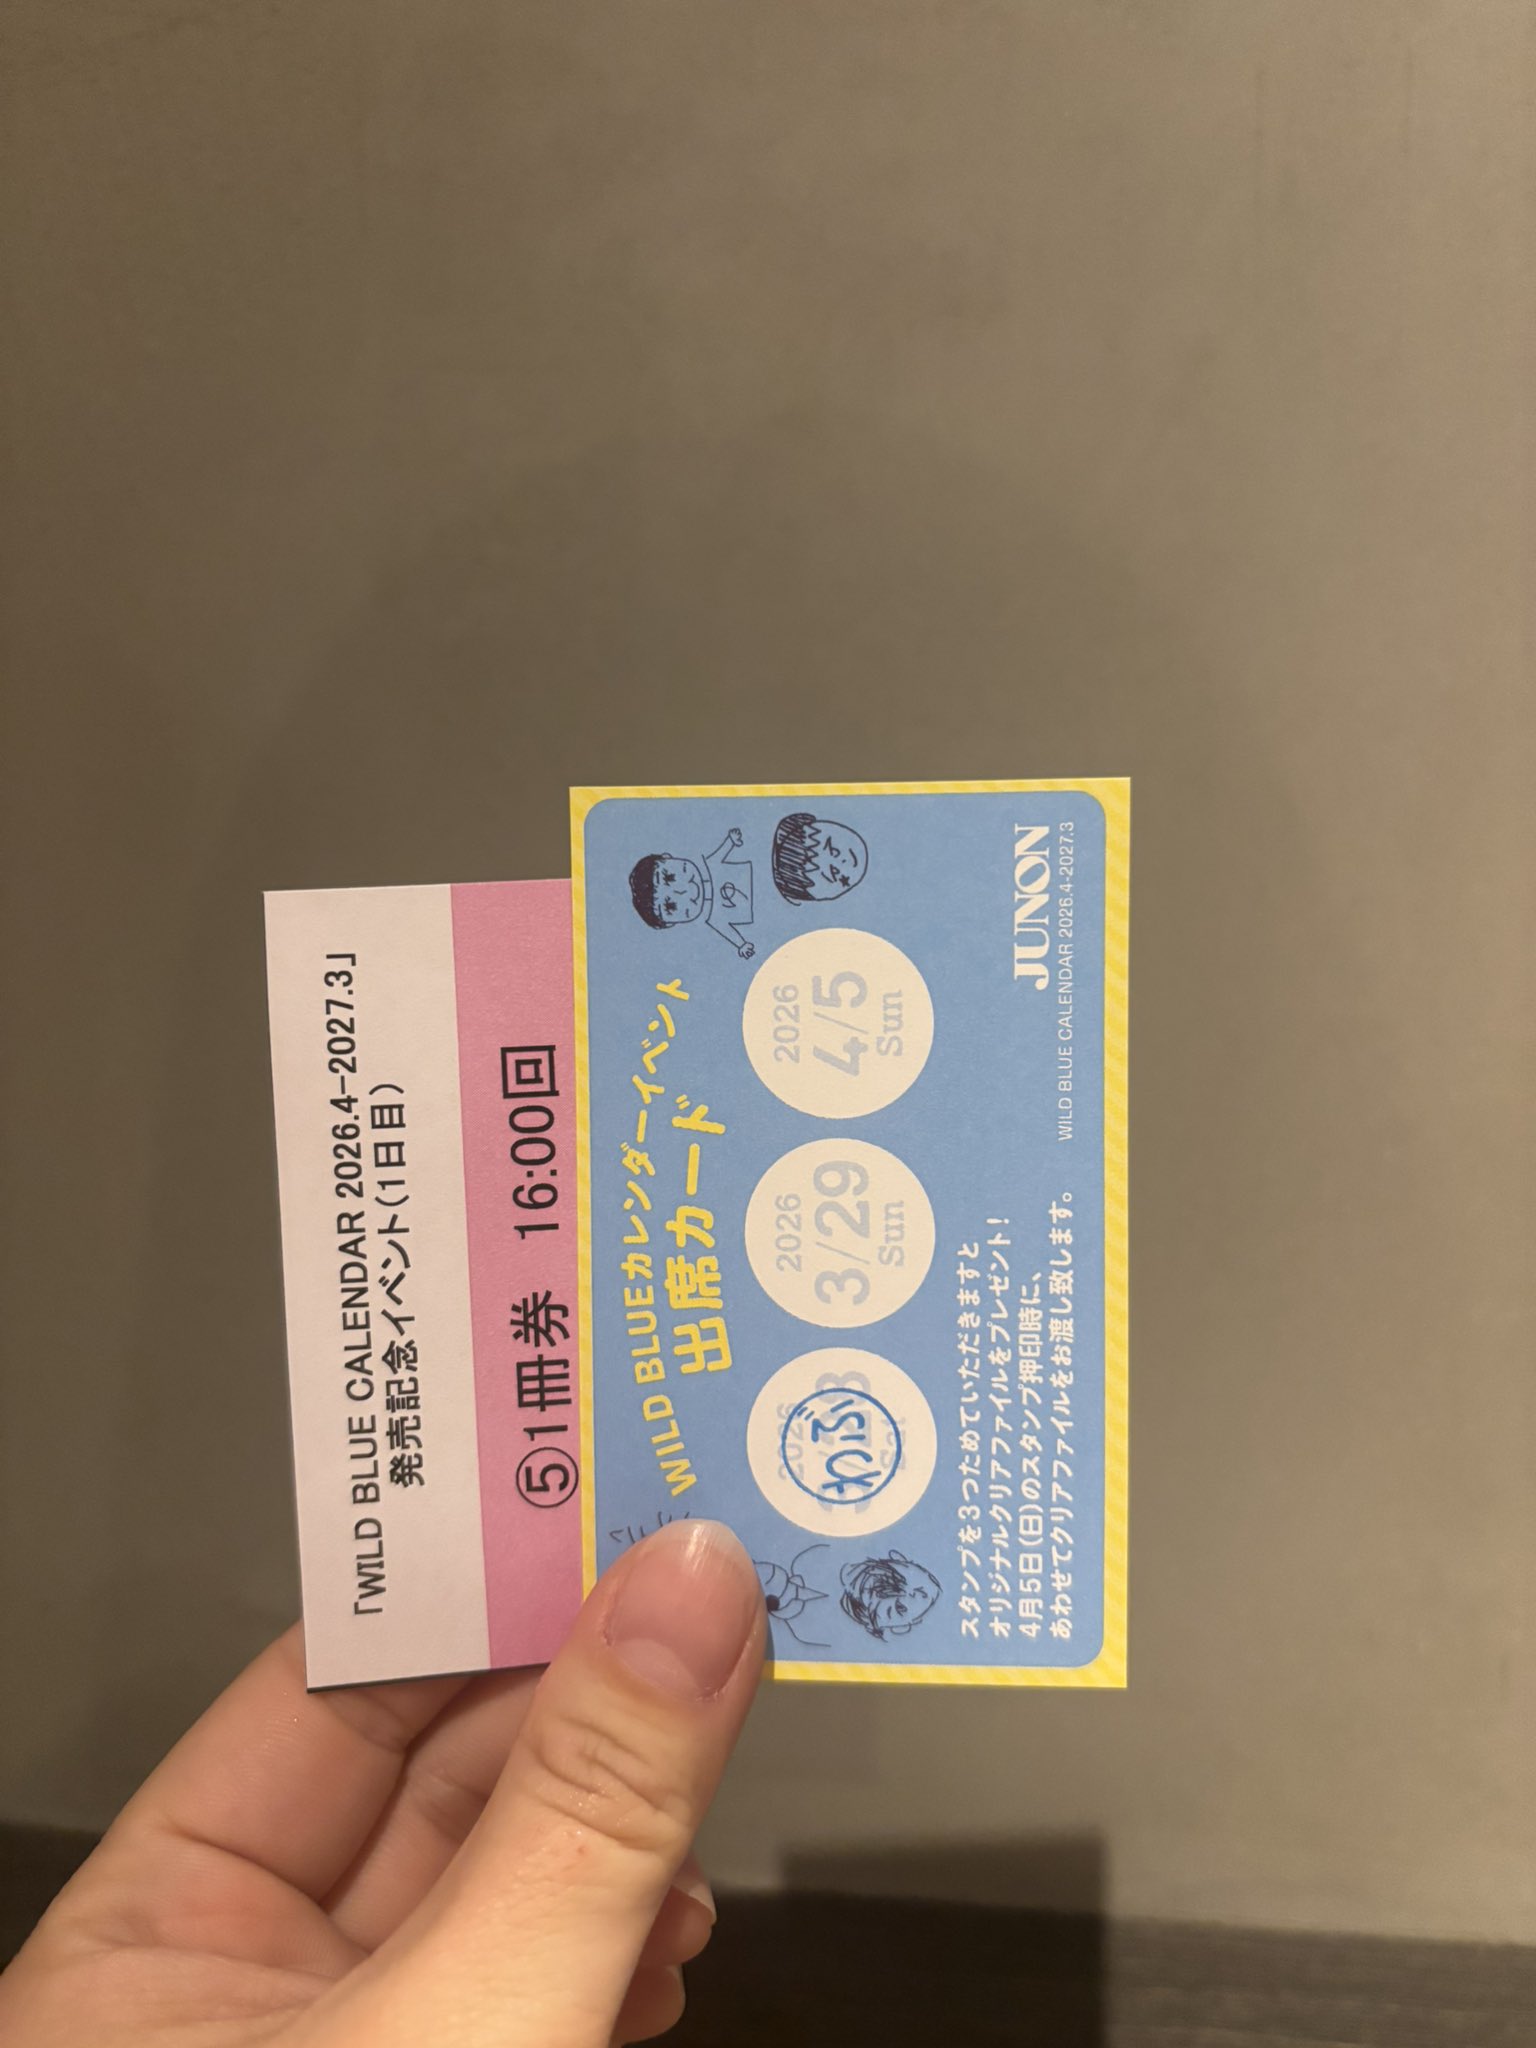 「WILD BLUE CALENDAR 2026.4−2027.3」
発売記念イベント(1日目)
⑤1冊券 16:00回
WILD BLUEカレンダーイベント
出席カード
2026
わぶ
Sat
2026
3/29
Sun
2026
4/5
Sun
ゆ
スタンプを3つためていただきますと
オリジナルクリアファイルをプレゼント!
4月5日(日)のスタンプ押印時に、
あわせてクリアファイルをお渡し致します。
JUNON
WILD BLUE CALENDAR 2026.4-2027.3